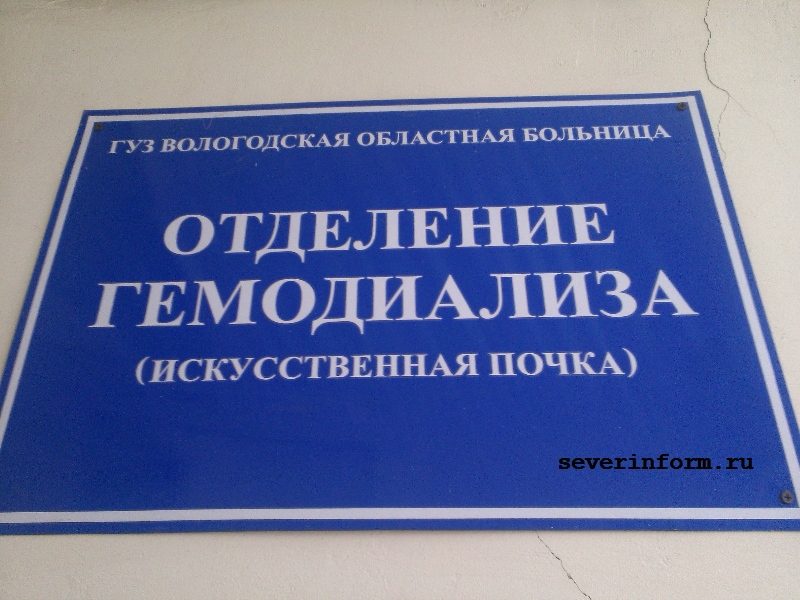 ГУЗ ВОЛОГОДСКАЯ ОБЛАСТНАЯ БОЛЬНИЦА
ОТДЕЛЕНИЕ
ГЕМОДИАЛИЗА
(ИСКУССТВЕННАЯ ПОЧКА)
severinform.ru